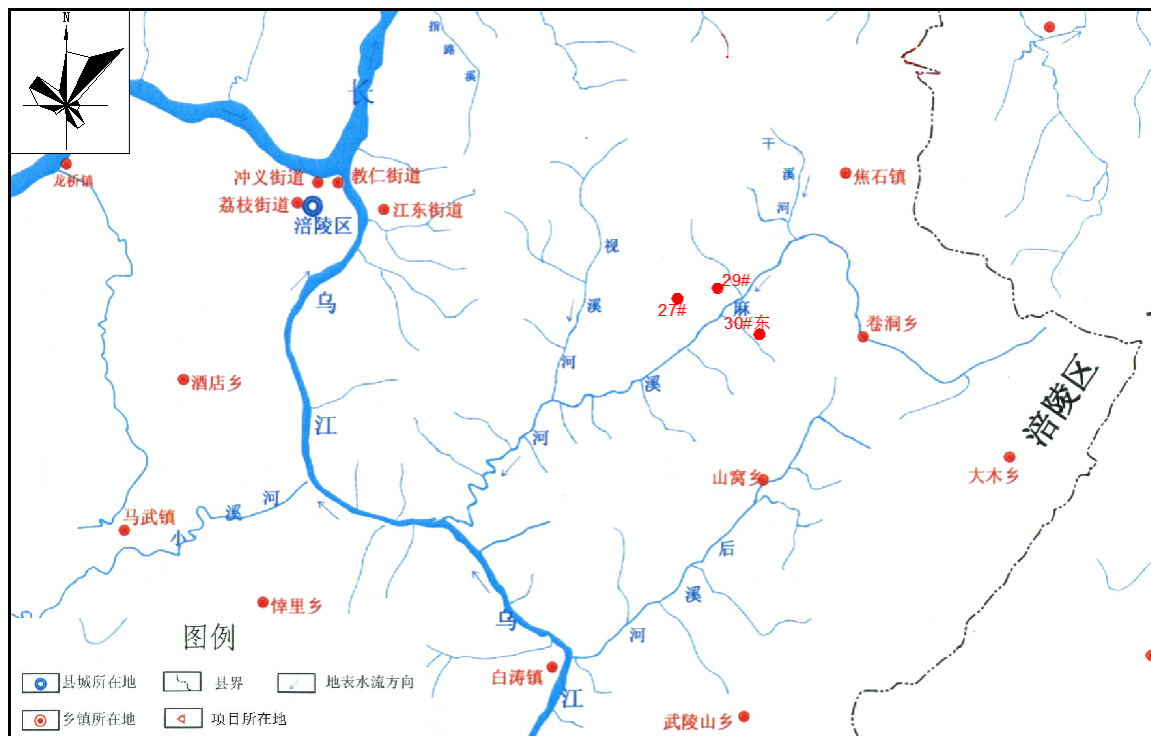 N
指路溪
长
干溪河
龙桥镇
冲义街道
教仁街道
荔枝街道
江东街道
涪陵区
焦石镇
视溪河
乌江
29#
27#
麻溪河
30#东
卷洞乡
酒店乡
涪陵区
山窝乡
大木乡
马武镇
小溪河
后溪河
悻里乡
乌江
白涛镇
武陵山乡
图例
县城所在地
县界
地表水流方向
乡镇所在地
项目所在地